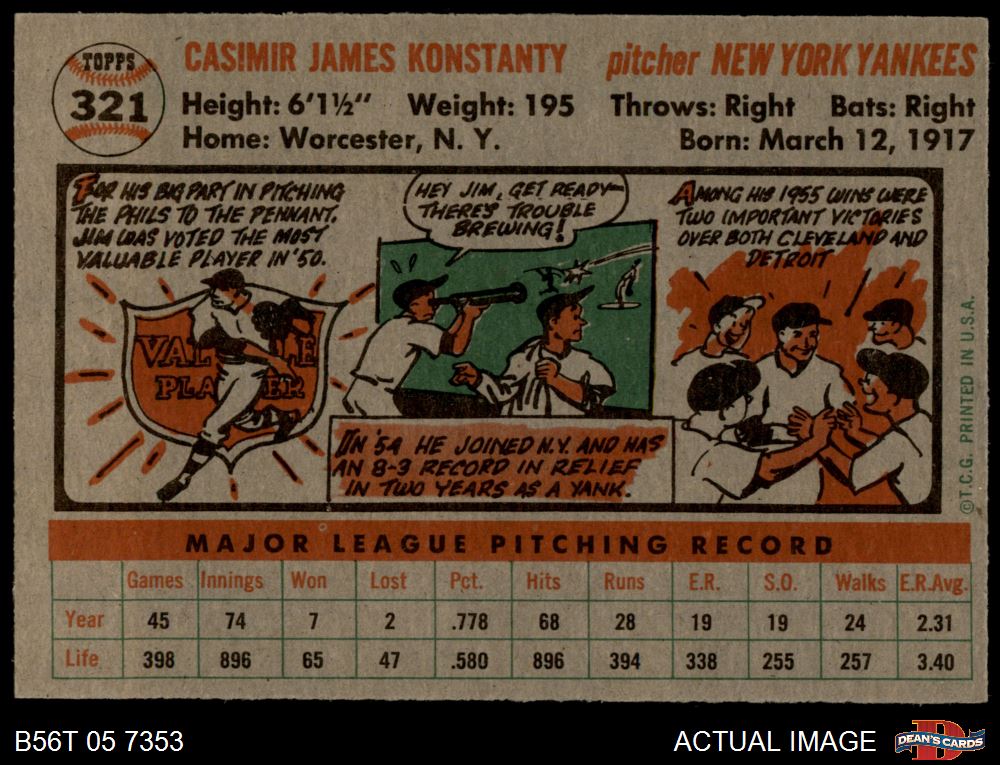 TOPPS
321
CASIMIR JAMES KONSTANTY pitcher NEW YORK YANKEES
Height: 6'1½" Weight: 195 Throws: Right Bats: Right
Home: Worcester, N. Y. Born: March 12, 1917
FOR HIS BIG PART IN PITCHING
THE PHILS TO THE PENNANT,
JIM WAS VOTED THE MOST
VALUABLE PLAYER IN '50.
VAL LE
PLAYER
HEY JIM, GET READY—
THERE'S TROUBLE
BREWING!
IN '54 HE JOINED N.Y. AND HAS
AN 8-3 RECORD IN RELIEF
IN TWO YEARS AS A YANK.
AMONG HIS 1955 WINS WERE
TWO IMPORTANT VICTORIES
OVER BOTH CLEVELAND AND
DETROIT
©T.C.G. PRINTED IN U.S.A.
MAJOR LEAGUE PITCHING RECORD
Games Innings Won Lost Pct. Hits Runs E.R. S.O. Walks E.R.Avg.
Year 45 74 7 2 .778 68 28 19 19 24 2.31
Life 398 896 65 47 .580 896 394 338 255 257 3.40
B56T 05 7353 ACTUAL IMAGE DEAN'S CARDS